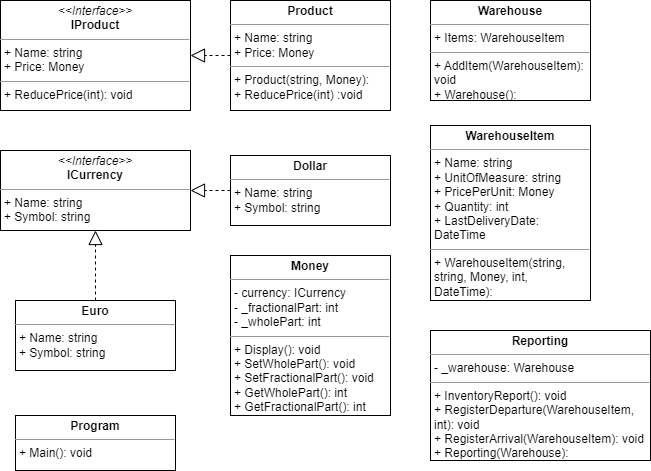 <<Interface>>
IProduct
+ Name: string
+ Price: Money
+ ReducePrice(int): void
Product
+ Name: string
+ Price: Money
+ Product(string, Money):
+ ReducePrice(int) :void
Warehouse
+ Items: WarehouseItem
+ AddItem(WarehouseItem):
void
+ Warehouse():
<<Interface>>
ICurrency
+ Name: string
+ Symbol: string
Dollar
+ Name: string
+ Symbol: string
WarehouseItem
+ Name: string
+ UnitOfMeasure: string
+ PricePerUnit: Money
+ Quantity: int
+ LastDeliveryDate:
DateTime
+ WarehouseItem(string,
string, Money, int,
DateTime):
Euro
+ Name: string
+ Symbol: string
Money
- currency: ICurrency
- _fractionalPart: int
- _wholePart: int
+ Display(): void
+ SetWholePart(): void
+ SetFractionalPart(): void
+ GetWholePart(): int
+ GetFractionalPart(): int
Reporting
- _warehouse: Warehouse
+ InventoryReport(): void
+ RegisterDeparture(WarehouseItem,
int): void
+ RegisterArrival(WarehouseItem): void
+ Reporting(Warehouse):
Program
+ Main(): void